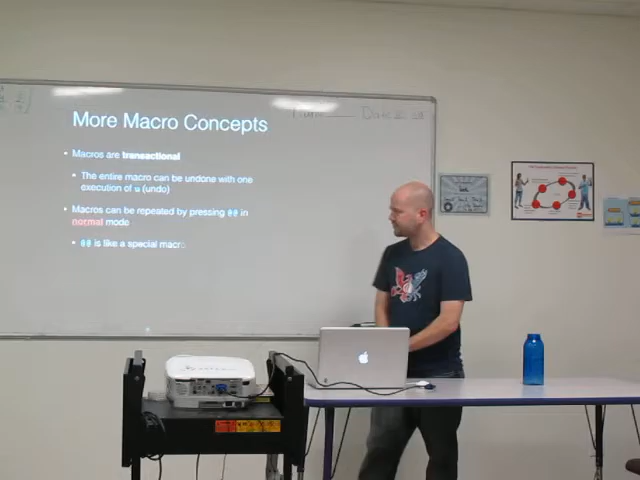 More Macro Concepts
• Macros are transactional
• The entire macro can be undone with one
execution of u (undo)
• Macros can be repeated by pressing @@ in
normal mode
• @@ is like a special macro